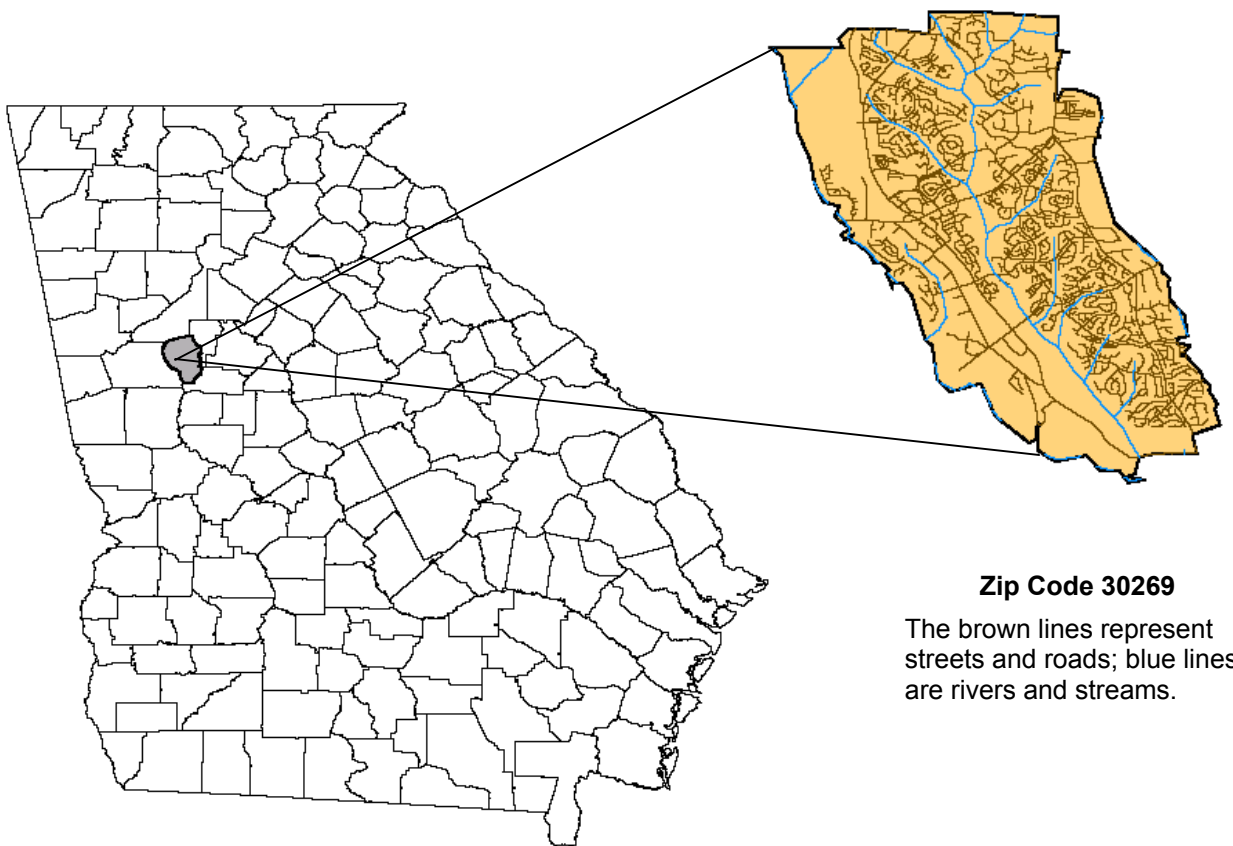 Zip Code 30269
The brown lines represent
streets and roads; blue lines
are rivers and streams.